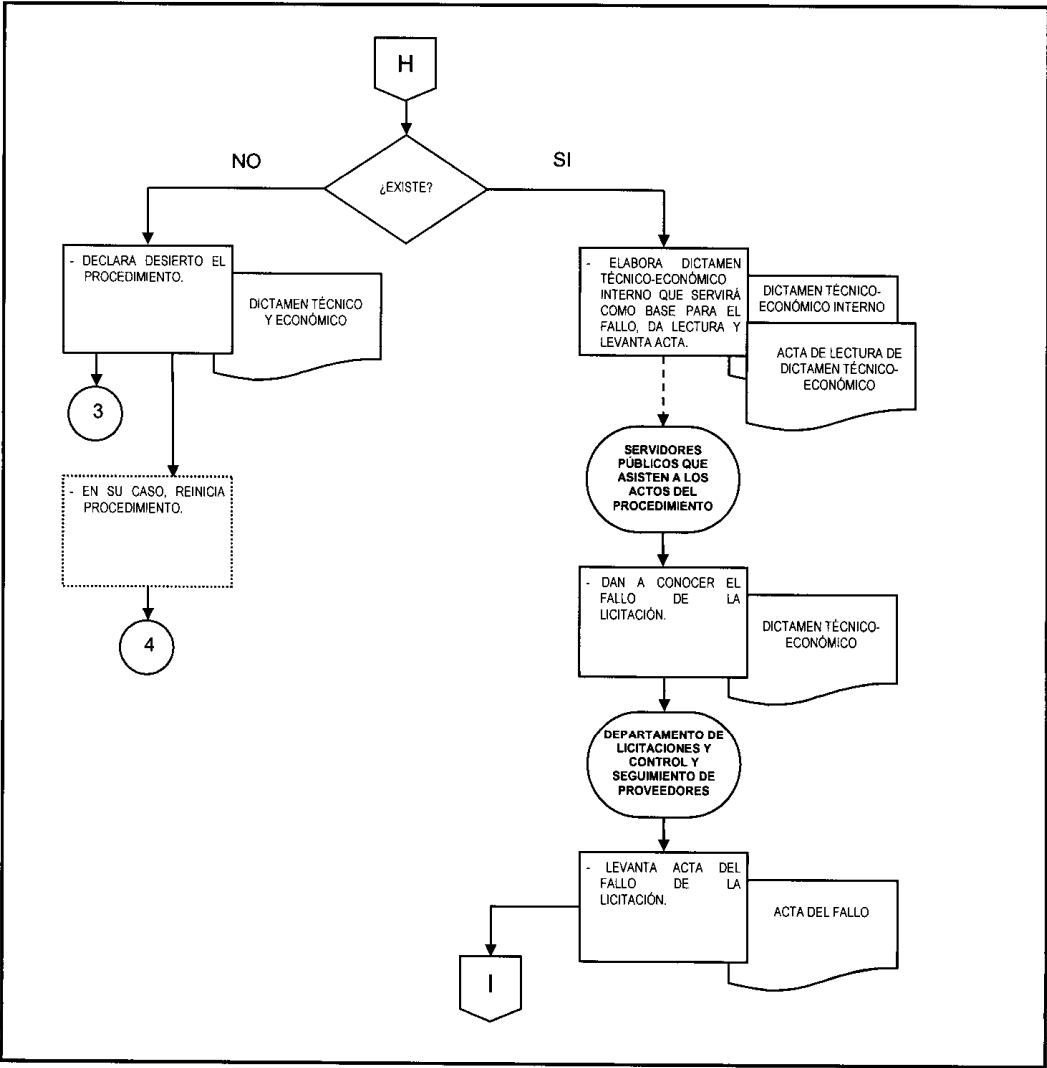 H
¿EXISTE?
NO
SI
- DECLARA DESIERTO EL
PROCEDIMIENTO.
DICTAMEN TÉCNICO
Y ECONÓMICO
3
- EN SU CASO, REINICIA
PROCEDIMIENTO.
4
- ELABORA DICTAMEN
TÉCNICO-ECONÓMICO
INTERNO QUE SERVIRÁ
COMO BASE PARA EL
FALLO, DA LECTURA Y
LEVANTA ACTA.
DICTAMEN TÉCNICO-
ECONÓMICO INTERNO
ACTA DE LECTURA DE
DICTAMEN TÉCNICO-
ECONÓMICO
SERVIDORES
PÚBLICOS QUE
ASISTEN A LOS
ACTOS DEL
PROCEDIMIENTO
- DAN A CONOCER EL
FALLO DE LA
LICITACIÓN.
DICTAMEN TÉCNICO-
ECONÓMICO
DEPARTAMENTO DE
LICITACIONES Y
CONTROL Y
SEGUIMIENTO DE
PROVEEDORES
- LEVANTA ACTA DEL
FALLO DE LA
LICITACIÓN.
ACTA DEL FALLO
I